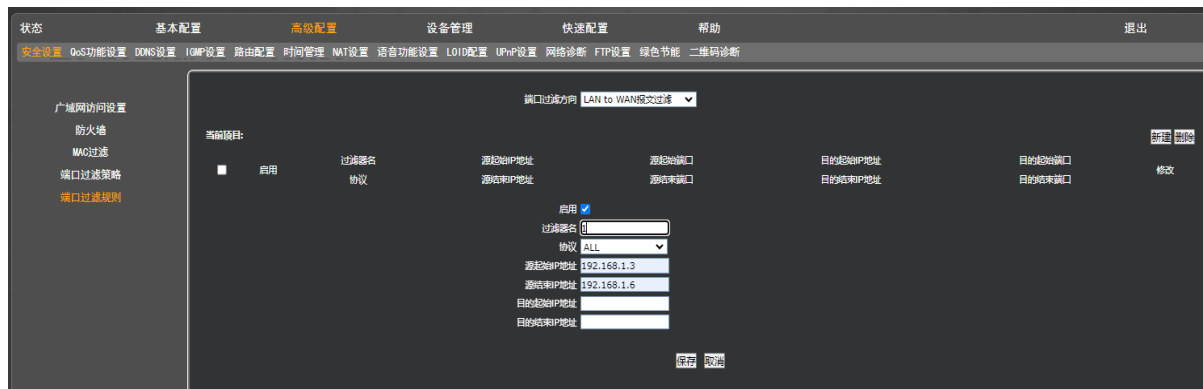 状态 基本配置 高级配置 设备管理 快速配置 帮助 退出
安全设置 QoS功能设置 DDNS设置 IGMP设置 路由配置 时间管理 NAT设置 语音功能设置 LOID配置 UPnP设置 网络诊断 FTP设置 绿色节能 二维码诊断
广域网访问设置
防火墙
MAC过滤
端口过滤策略
端口过滤规则
端口过滤方向 LAN to WAN报文过滤
当前项目: 新建 删除
启用 过滤器名 源起始IP地址 源起始端口 目的起始IP地址 目的起始端口 修改
协议 源结束IP地址 源结束端口 目的结束IP地址 目的结束端口
启用
过滤器名 1
协议 ALL
源起始IP地址 192.168.1.3
源结束IP地址 192.168.1.6
目的起始IP地址
目的结束IP地址
保存 取消